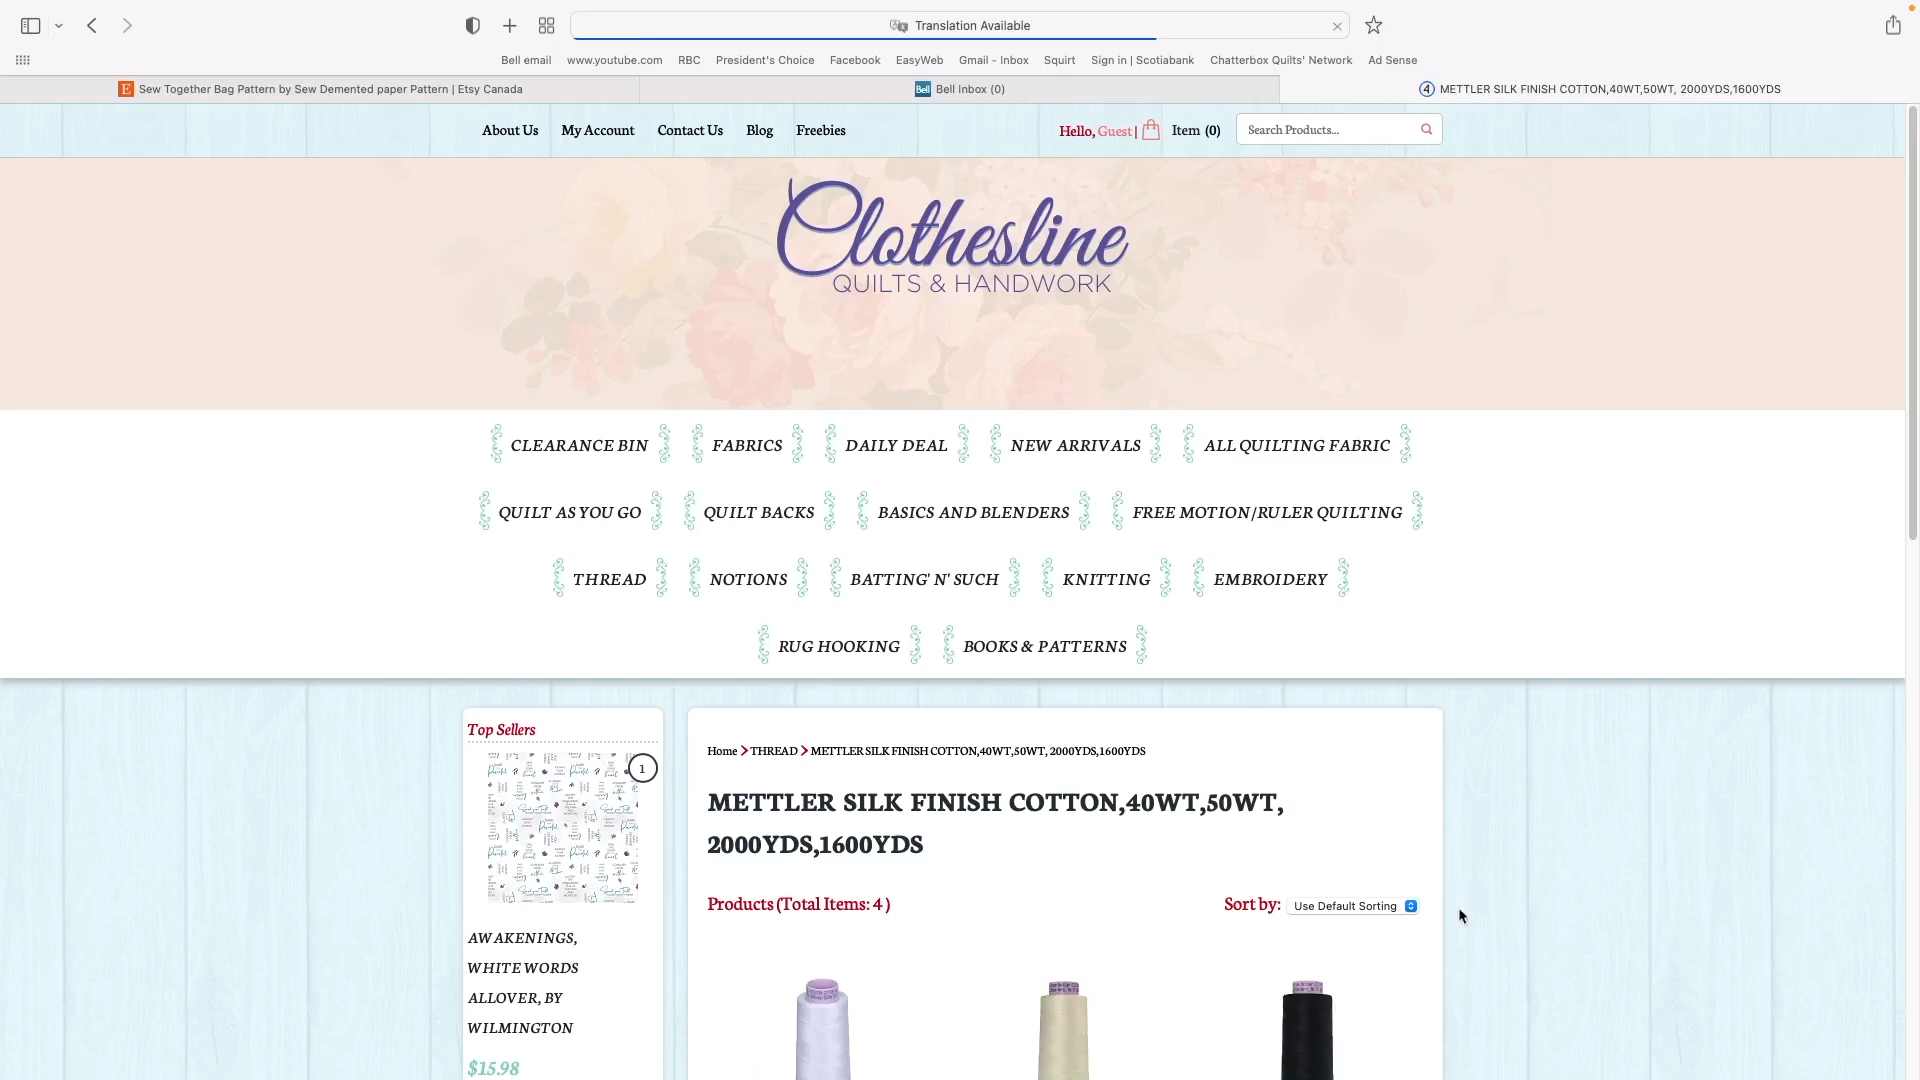 Translation Available
Bell email www.youtube.com RBC President's Choice Facebook EasyWeb Gmail - Inbox Squirt Sign in | Scotiabank Chatterbox Quilts' Network Ad Sense
E Sew Together Bag Pattern by Sew Demented paper Pattern | Etsy Canada
Bell Bell Inbox (0)
4 METTLER SILK FINISH COTTON,40WT,50WT, 2000YDS,1600YDS
About Us My Account Contact Us Blog Freebies
Hello, Guest | Item (0) Search Products...
Clothesline
QUILTS & HANDWORK
CLEARANCE BIN FABRICS DAILY DEAL NEW ARRIVALS ALL QUILTING FABRIC
QUILT AS YOU GO QUILT BACKS BASICS AND BLENDERS FREE MOTION/RULER QUILTING
THREAD NOTIONS BATTING' N' SUCH KNITTING EMBROIDERY
RUG HOOKING BOOKS & PATTERNS
Top Sellers
1
AWAKENINGS,
WHITE WORDS
ALLOVER, BY
WILMINGTON
$15.98
Home > THREAD > METTLER SILK FINISH COTTON,40WT,50WT, 2000YDS,1600YDS
METTLER SILK FINISH COTTON,40WT,50WT,
2000YDS,1600YDS
Products (Total Items: 4 )
Sort by: Use Default Sorting